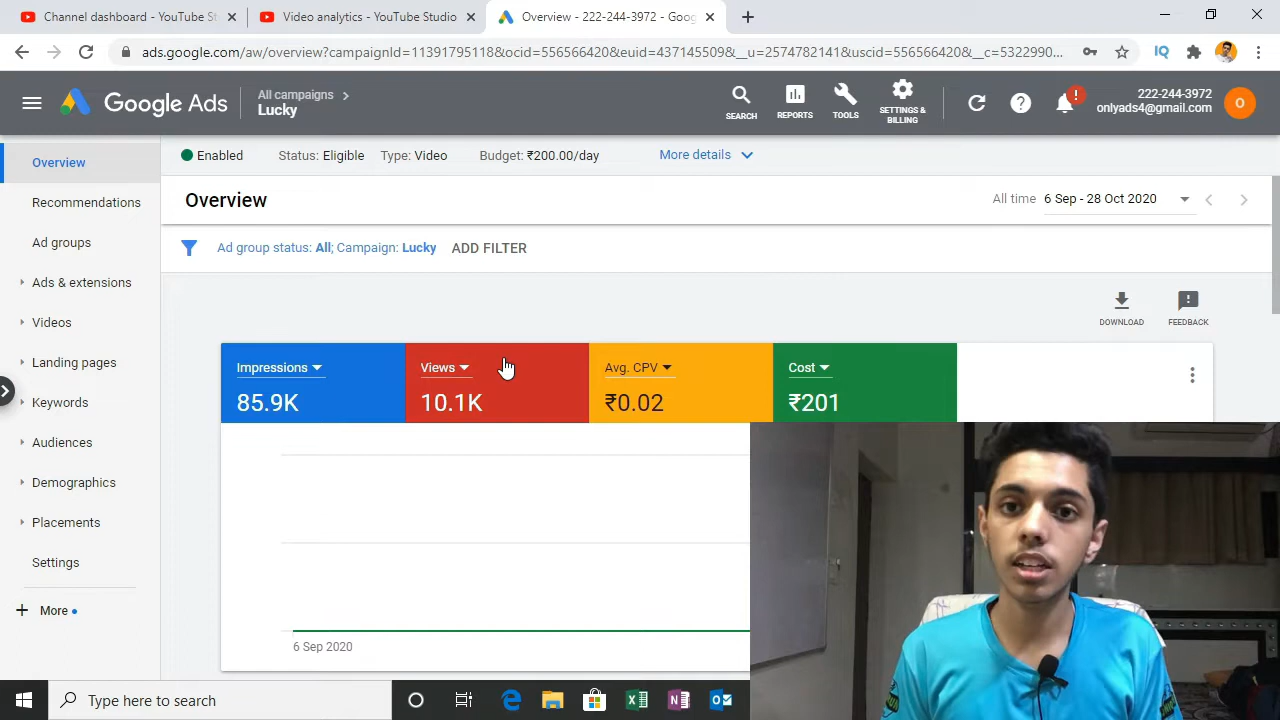 Channel dashboard - YouTube St
Video analytics - YouTube Studio
Overview - 222-244-3972 - Goog
ads.google.com/aw/overview?campaignId=11391795118&ocid=556566420&euid=437145509&__u=2574782141&uscid=556566420&__c=5322990...
IQ
Google Ads
All campaigns
Lucky
SEARCH
REPORTS
TOOLS
SETTINGS &
BILLING
222-244-3972
onlyads4@gmail.com
O
Enabled
Status: Eligible
Type: Video
Budget: ₹200.00/day
More details
Overview
Recommendations
Ad groups
Ads & extensions
Videos
Landing pages
Keywords
Audiences
Demographics
Placements
Settings
More
Overview
All time
6 Sep - 28 Oct 2020
Ad group status: All; Campaign: Lucky
ADD FILTER
DOWNLOAD
FEEDBACK
Impressions
85.9K
Views
10.1K
Avg. CPV
₹0.02
Cost
₹201
6 Sep 2020
Type here to search